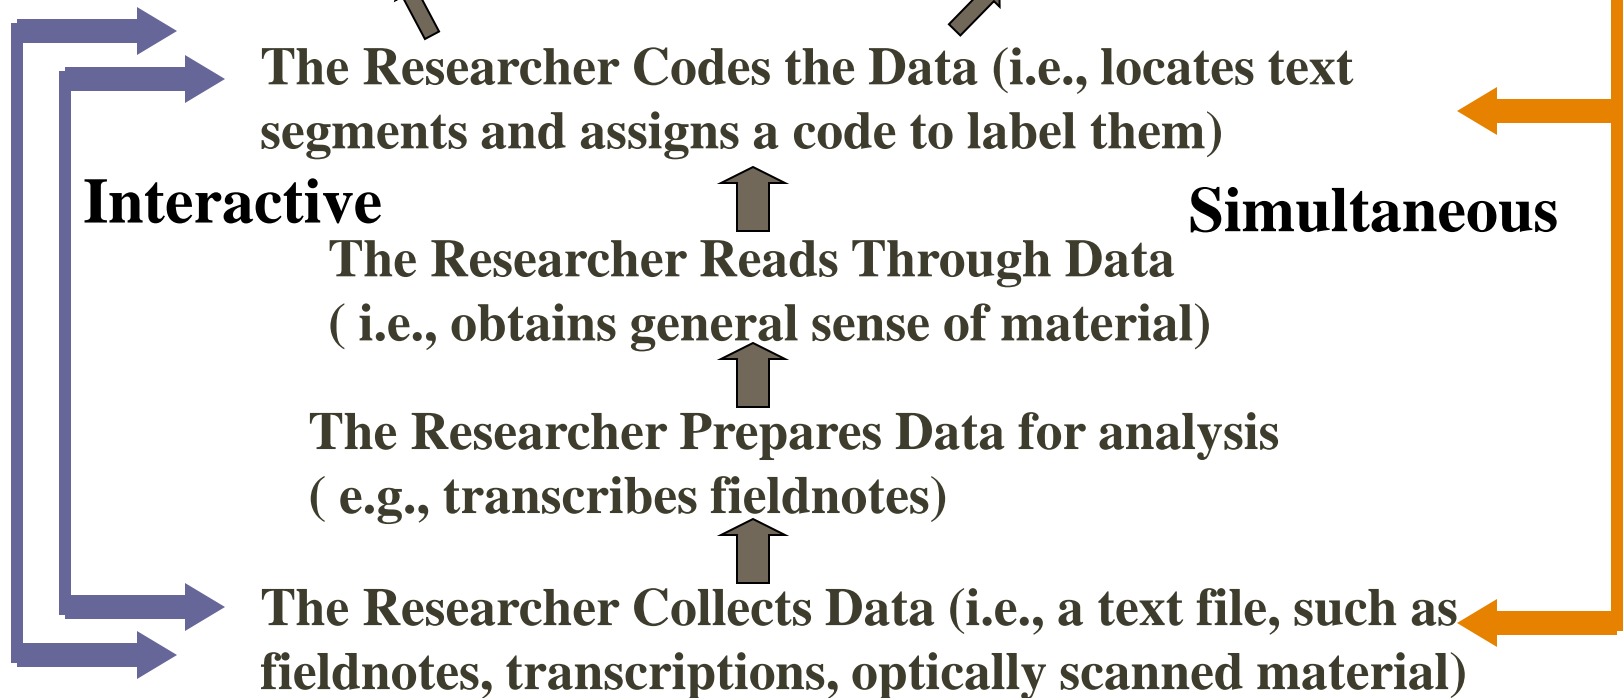 The Researcher Codes the Data (i.e., locates text
segments and assigns a code to label them)
Interactive
Simultaneous
The Researcher Reads Through Data
( i.e., obtains general sense of material)
The Researcher Prepares Data for analysis
( e.g., transcribes fieldnotes)
The Researcher Collects Data (i.e., a text file, such as
fieldnotes, transcriptions, optically scanned material)